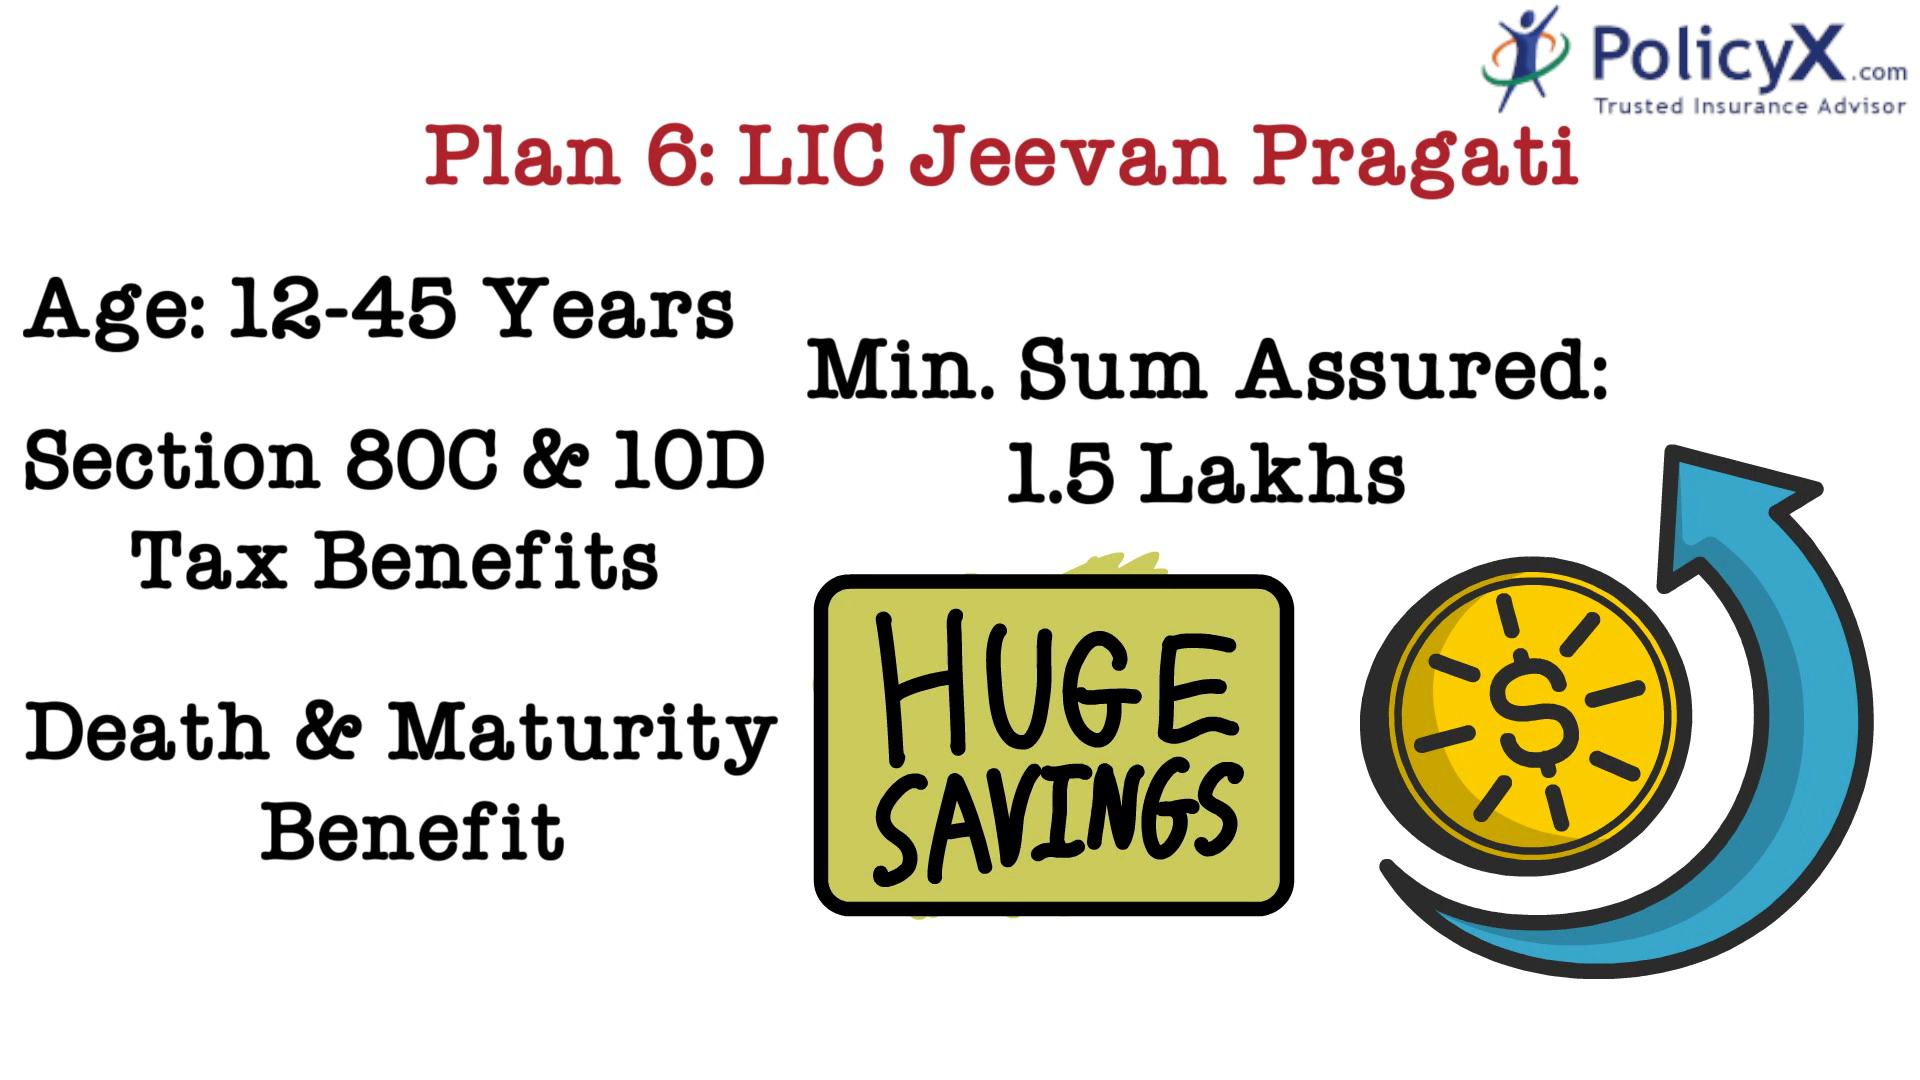 PolicyX.com
Trusted Insurance Advisor
Plan 6: LIC Jeevan Pragati
Age: 12-45 Years
Section 80C & 10D
Tax Benefits
Death & Maturity
Benefit
Min. Sum Assured:
1.5 Lakhs
HUGE
SAVINGS
$